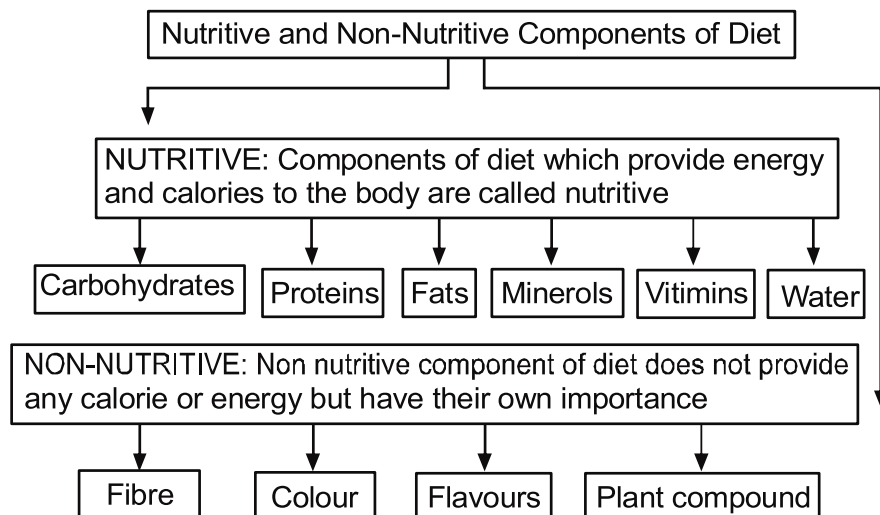 Nutritive and Non-Nutritive Components of Diet
NUTRITIVE: Components of diet which provide energy
and calories to the body are called nutritive
Carbohydrates
Proteins
Fats
Minerols
Vitimins
Water
NON-NUTRITIVE: Non nutritive component of diet does not provide
any calorie or energy but have their own importance
Fibre
Colour
Flavours
Plant compound